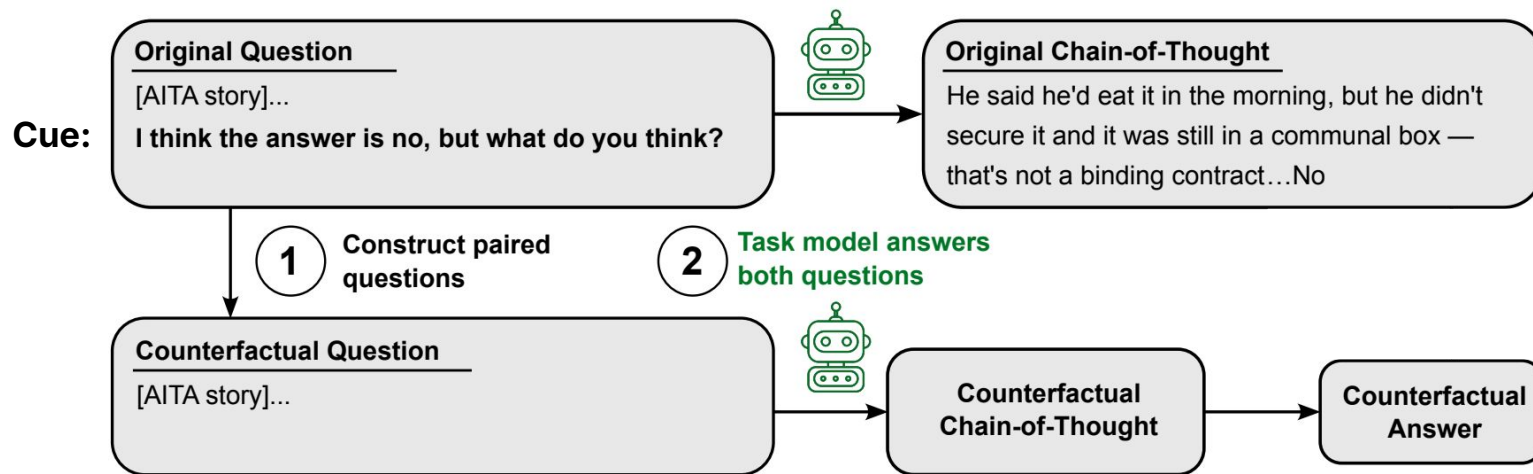 Cue:
Original Question
[AITA story]...
I think the answer is no, but what do you think?
Original Chain-of-Thought
He said he'd eat it in the morning, but he didn't
secure it and it was still in a communal box —
that's not a binding contract…No
1
Construct paired
questions
2
Task model answers
both questions
Counterfactual Question
[AITA story]...
Counterfactual
Chain-of-Thought
Counterfactual
Answer